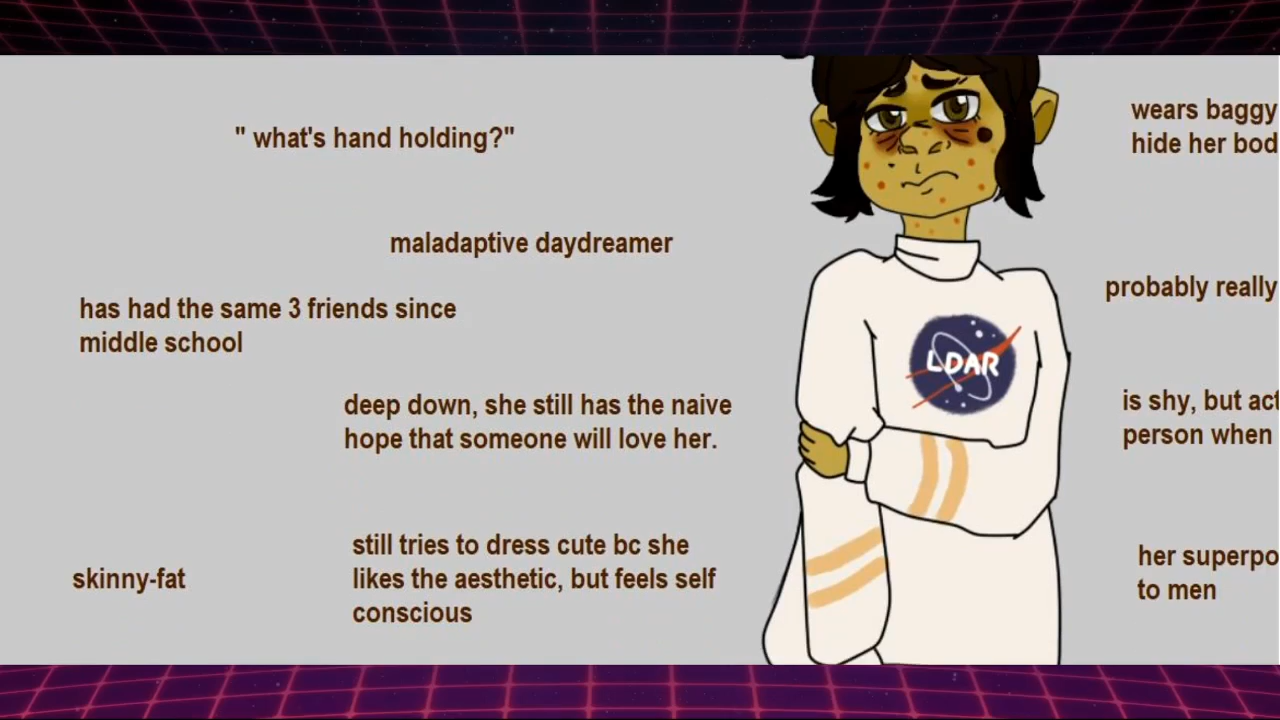 " what's hand holding?"
maladaptive daydreamer
has had the same 3 friends since
middle school
deep down, she still has the naive
hope that someone will love her.
still tries to dress cute bc she
likes the aesthetic, but feels self
conscious
skinny-fat
LDAR
wears baggy
hide her bod
probably really
is shy, but act
person when
her superpo
to men